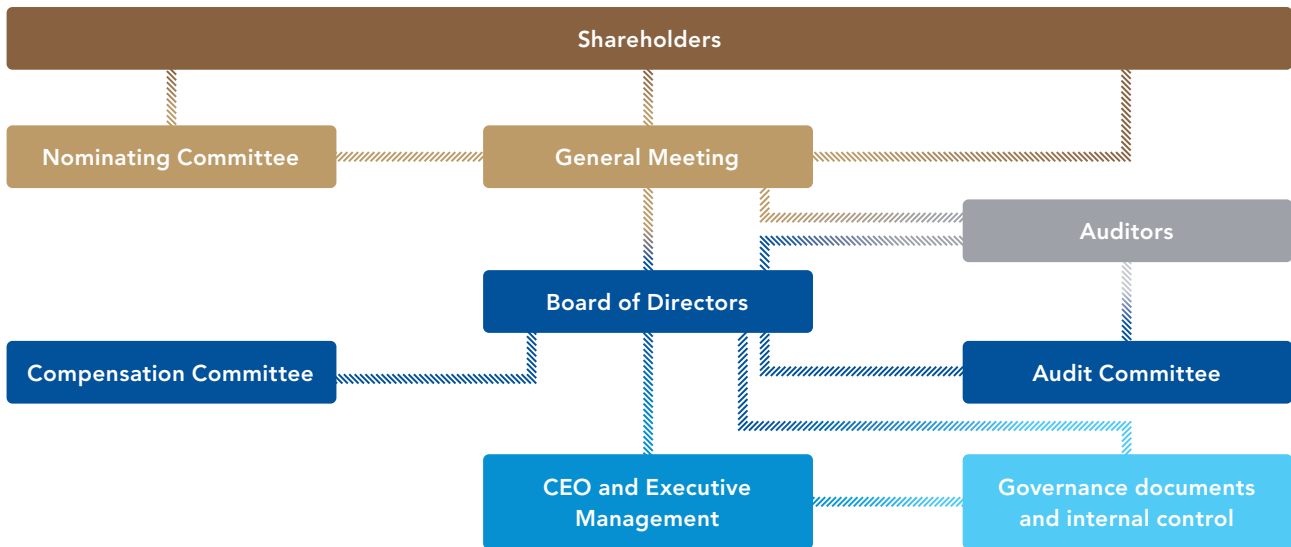 Shareholders
Nominating Committee
General Meeting
Auditors
Board of Directors
Compensation Committee
Audit Committee
CEO and Executive
Management
Governance documents
and internal control